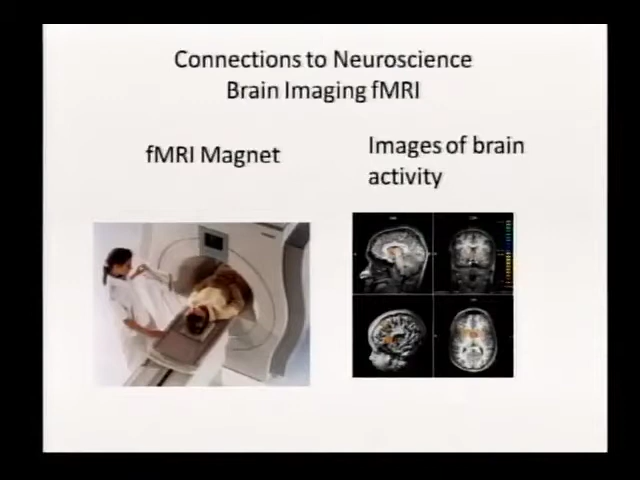 Connections to Neuroscience
Brain Imaging fMRI
fMRI Magnet
Images of brain
activity